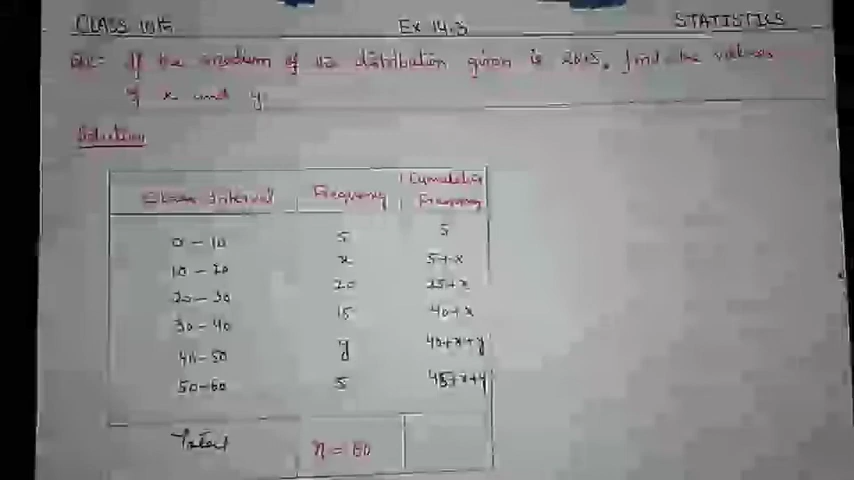 CLASS 10th Ex 14.3 STATISTICS
If the median of the distribution given is 28.5, find the values
of x and y
Solution
Class Interval Frequency Cumulative Frequency
0 - 10 5 5
10 - 20 x 5+x
20 - 30 20 25+x
30 - 40 15 40+x
40 - 50 y 40+x+y
50 - 60 5 45+x+y
Total n = 60